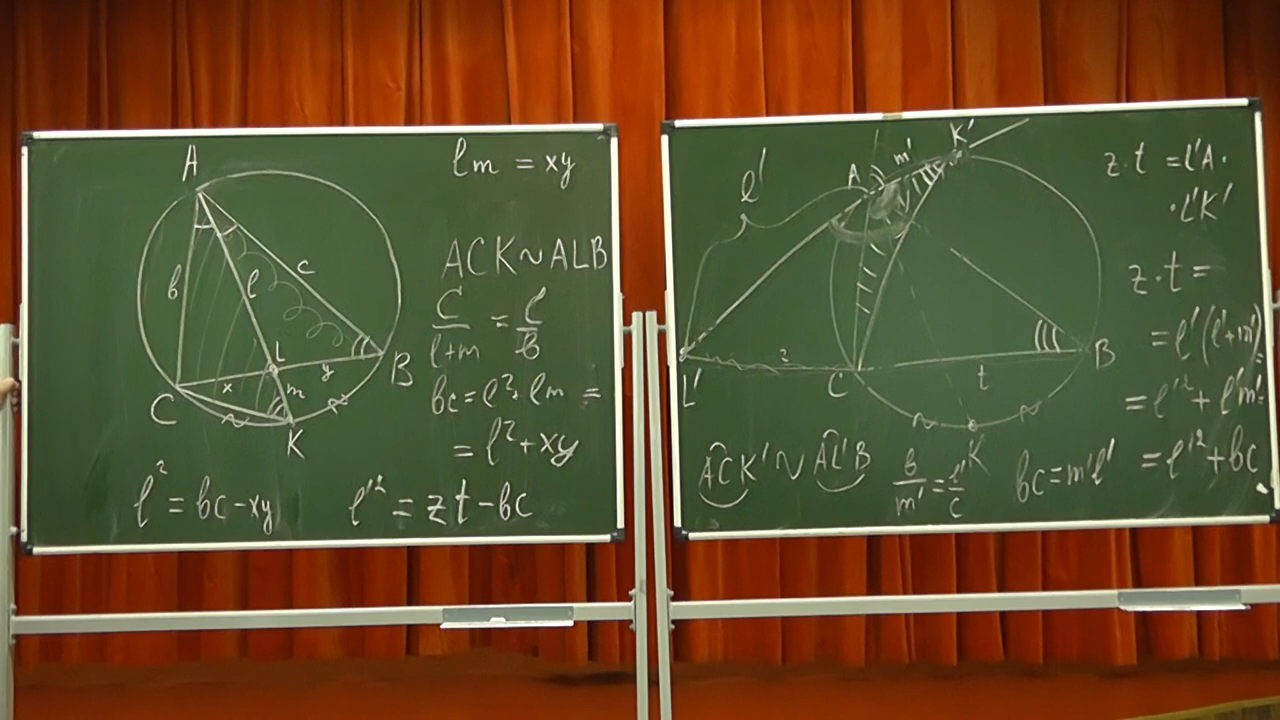 A
b
l
c
L
x
y
m
B
C
K
lm = xy
ACK ~ ALB
c/(l+m) = l/b
bc = l² + lm =
= l² + xy
l² = bc - xy
l'² = zt - bc
l'
A
m'
K'
L'
z
C
t
B
K
z·t = L'A·
·L'K'
z·t =
= l'(l'+m') =
= l'² + l'm' =
= l'² + bc
ACK' ~ AL'B
b/m' = l'/c
bc = m'l'